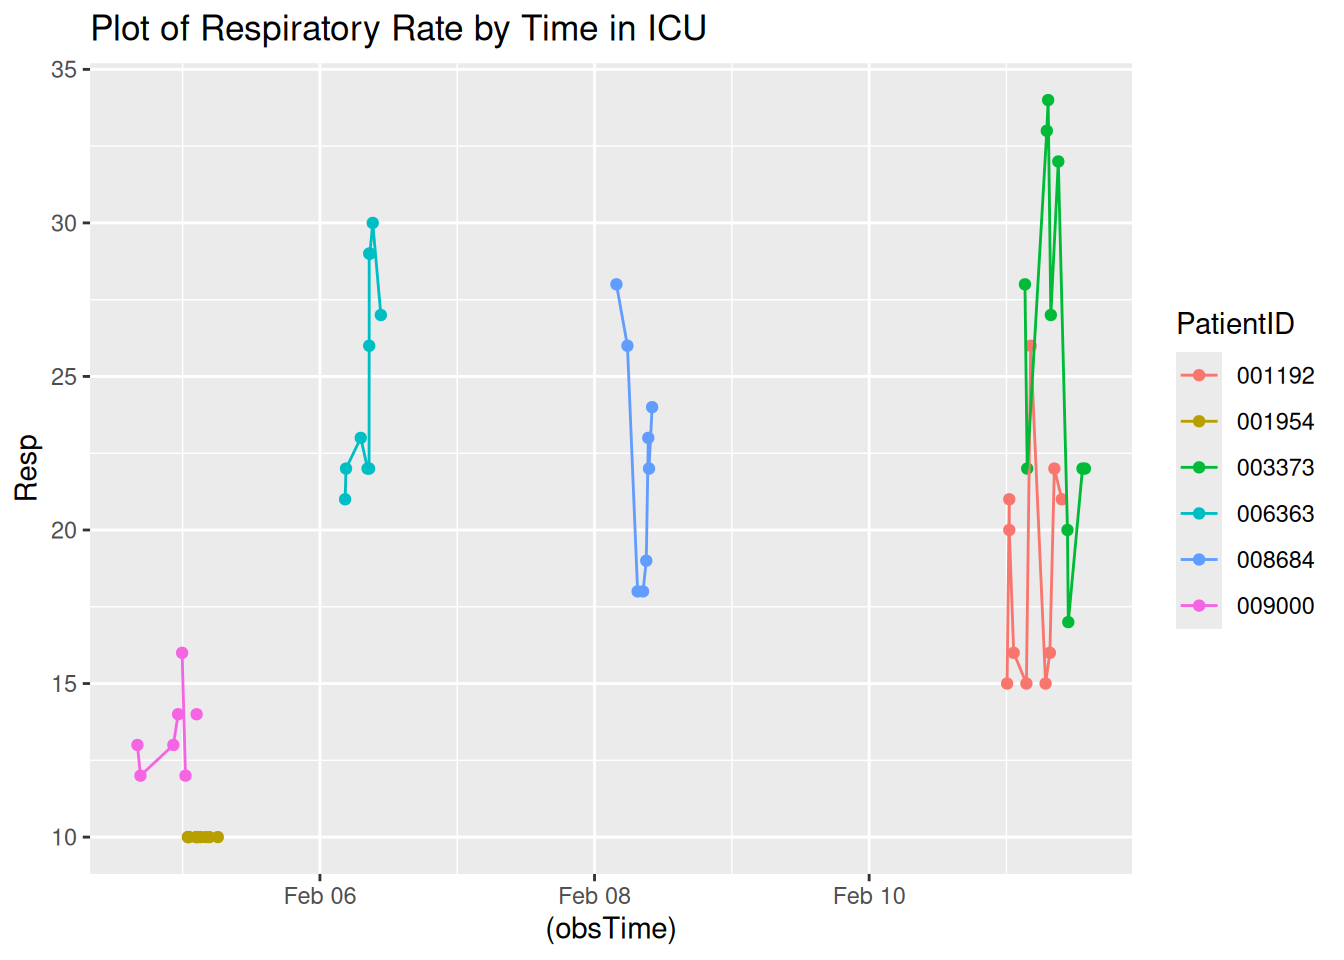 Plot of Respiratory Rate by Time in ICU
35
30
25
20
15
10
Resp
Feb 06
Feb 08
Feb 10
(obsTime)
PatientID
001192
001954
003373
006363
008684
009000